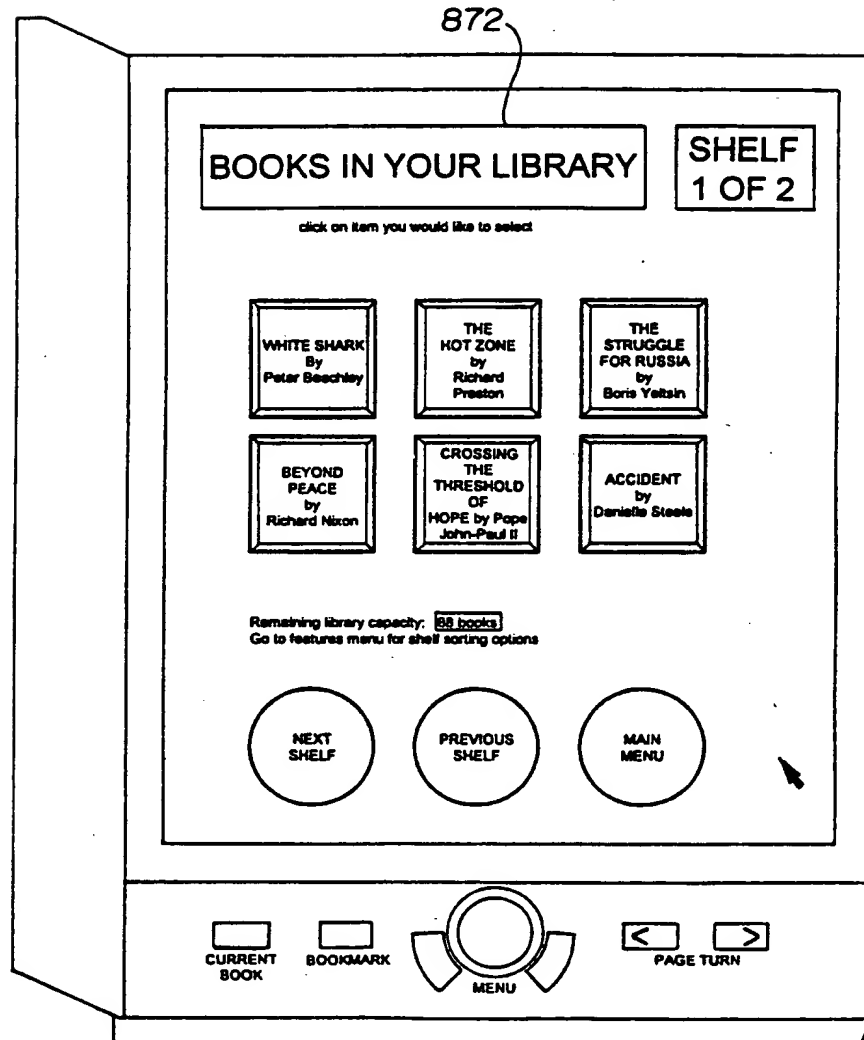 872
BOOKS IN YOUR LIBRARY
SHELF
1 OF 2
click on item you would like to select
WHITE SHARK
By
Peter Beachley
THE
HOT ZONE
by
Richard
Preston
THE
STRUGGLE
FOR RUSSIA
by
Boris Yeltsin
BEYOND
PEACE
by
Richard Nixon
CROSSING
THE
THRESHOLD
OF
HOPE by Pope
John-Paul II
ACCIDENT
by
Danielle Steele
Remaining library capacity: 88 books
Go to features menu for shelf sorting options
NEXT
SHELF
PREVIOUS
SHELF
MAIN
MENU
CURRENT
BOOK
BOOKMARK
MENU
< >
PAGE TURN